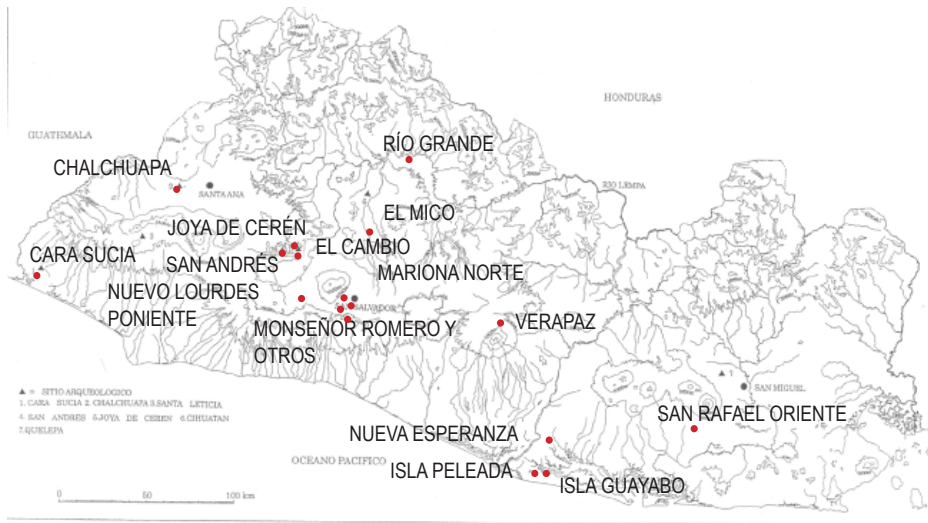 HONDURAS
GUATEMALA
RÍO GRANDE
CHALCHUAPA
SANTA ANA
RIO LEMPA
EL MICO
JOYA DE CERÉN
EL CAMBIO
CARA SUCIA
SAN ANDRÉS
MARIONA NORTE
NUEVO LOURDES
PONIENTE
SALVADOR
MONSEÑOR ROMERO Y
OTROS
VERAPAZ
▲ = SITIO ARQUEOLOGICO
1. CARA SUCIA 2. CHALCHUAPA 3. SANTA LETICIA
4. SAN ANDRES 5. JOYA DE CEREN 6. CIHUATAN
7. QUELEPA
SAN MIGUEL
SAN RAFAEL ORIENTE
NUEVA ESPERANZA
OCEANO PACIFICO
ISLA PELEADA
ISLA GUAYABO
0 50 100 km